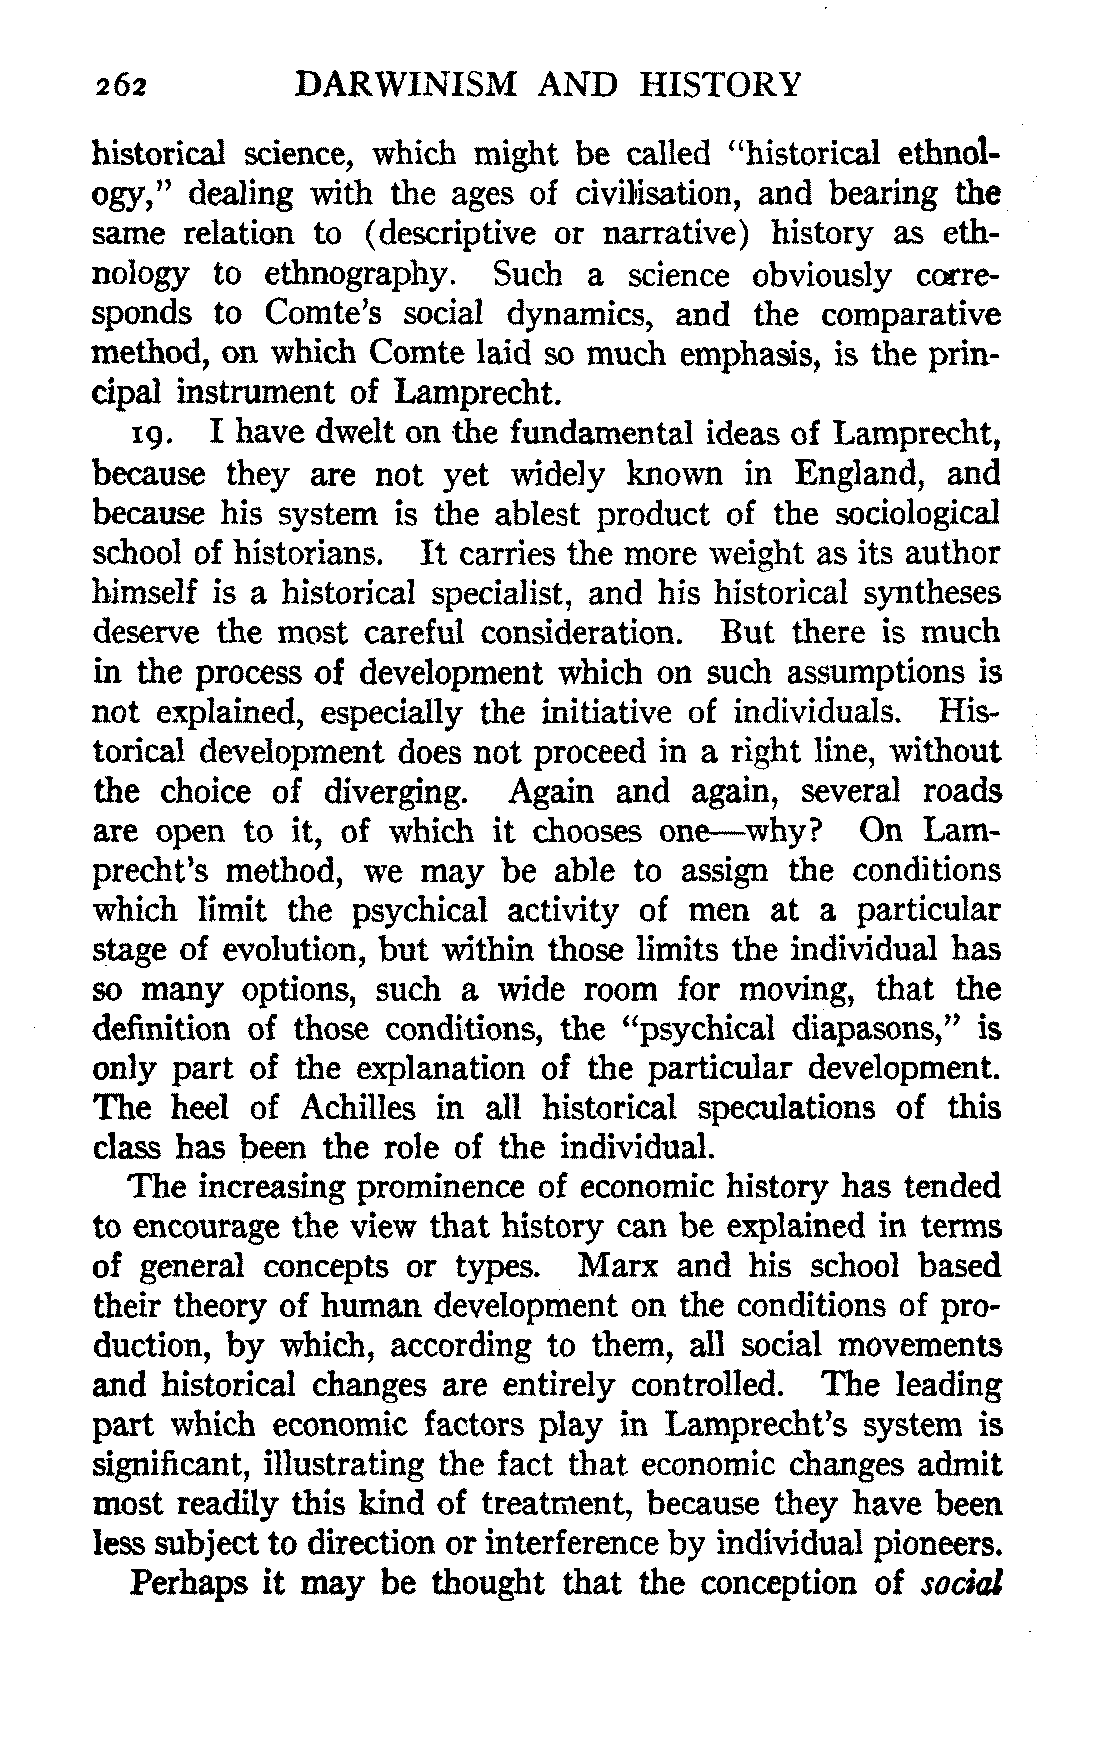 262 DARWINISM AND HISTORY
historical science, which might be called "historical ethnol-
ogy," dealing with the ages of civilisation, and bearing the
same relation to (descriptive or narrative) history as eth-
nology to ethnography. Such a science obviously corre-
sponds to Comte's social dynamics, and the comparative
method, on which Comte laid so much emphasis, is the prin-
cipal instrument of Lamprecht.
19. I have dwelt on the fundamental ideas of Lamprecht,
because they are not yet widely known in England, and
because his system is the ablest product of the sociological
school of historians. It carries the more weight as its author
himself is a historical specialist, and his historical syntheses
deserve the most careful consideration. But there is much
in the process of development which on such assumptions is
not explained, especially the initiative of individuals. His-
torical development does not proceed in a right line, without
the choice of diverging. Again and again, several roads
are open to it, of which it chooses one—why? On Lam-
precht's method, we may be able to assign the conditions
which limit the psychical activity of men at a particular
stage of evolution, but within those limits the individual has
so many options, such a wide room for moving, that the
definition of those conditions, the "psychical diapasons," is
only part of the explanation of the particular development.
The heel of Achilles in all historical speculations of this
class has been the role of the individual.
The increasing prominence of economic history has tended
to encourage the view that history can be explained in terms
of general concepts or types. Marx and his school based
their theory of human development on the conditions of pro-
duction, by which, according to them, all social movements
and historical changes are entirely controlled. The leading
part which economic factors play in Lamprecht's system is
significant, illustrating the fact that economic changes admit
most readily this kind of treatment, because they have been
less subject to direction or interference by individual pioneers.
Perhaps it may be thought that the conception of social